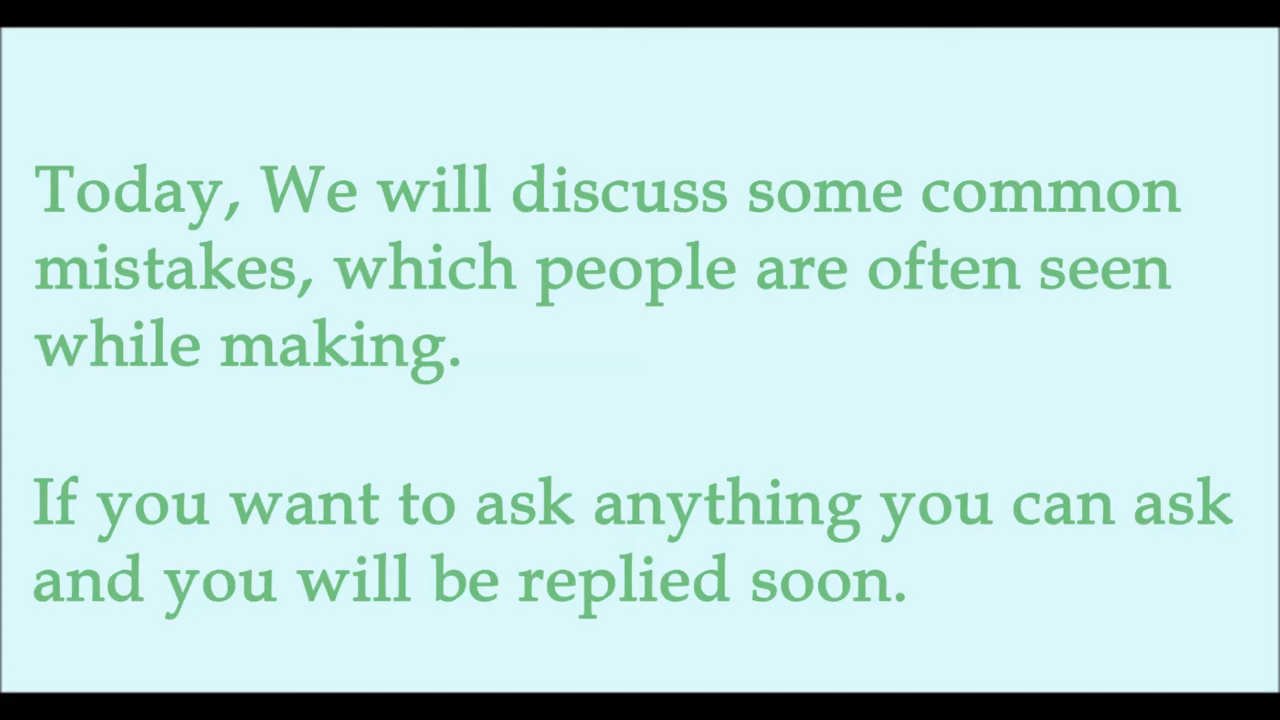 Today, We will discuss some common
mistakes, which people are often seen
while making.
If you want to ask anything you can ask
and you will be replied soon.